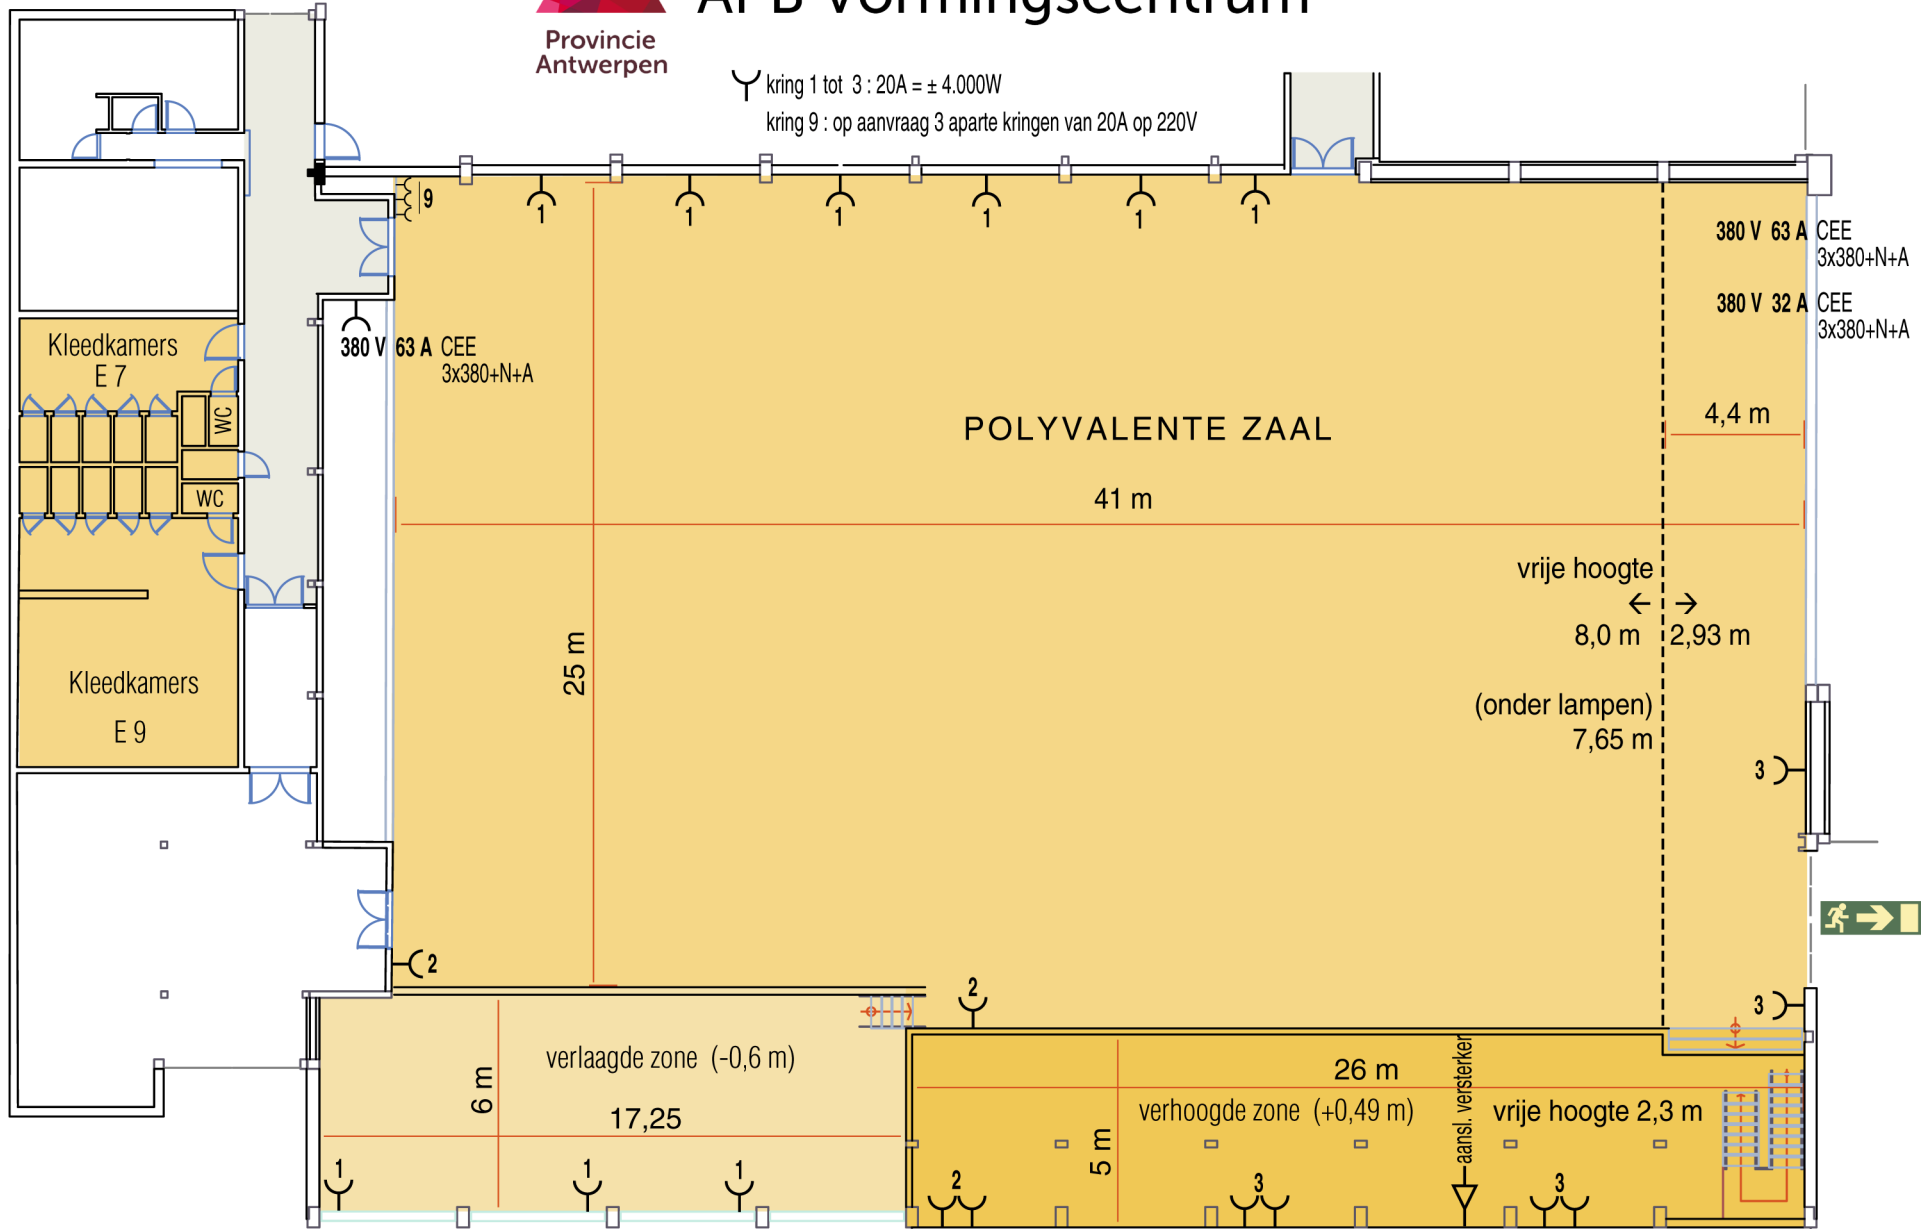 APB Vormingscentrum
Provincie
Antwerpen
kring 1 tot 3 : 20A = ± 4.000W
kring 9 : op aanvraag 3 aparte kringen van 20A op 220V
9
1
1
1
1
1
1
380 V 63 A CEE
3x380+N+A
380 V 32 A CEE
3x380+N+A
Kleedkamers
E 7
WC
WC
380 V 63 A CEE
3x380+N+A
POLYVALENTE ZAAL
4,4 m
41 m
vrije hoogte
← →
8,0 m 2,93 m
25 m
(onder lampen)
7,65 m
Kleedkamers
E 9
3
2
2
3
verlaagde zone (-0,6 m)
6 m
17,25
1
1
1
26 m
verhoogde zone (+0,49 m)
vrije hoogte 2,3 m
5 m
aansl. versterker
2
3
3